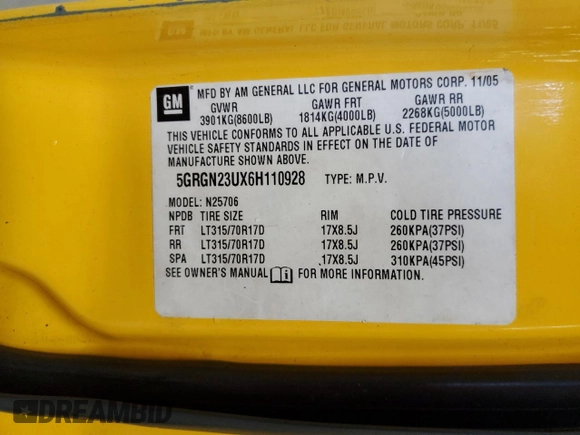 GM
MFD BY AM GENERAL LLC FOR GENERAL MOTORS CORP. 11/05
GVWR GAWR FRT GAWR RR
3901KG(8600LB) 1814KG(4000LB) 2268KG(5000LB)
THIS VEHICLE CONFORMS TO ALL APPLICABLE U.S. FEDERAL MOTOR
VEHICLE SAFETY STANDARDS IN EFFECT ON THE DATE OF
MANUFACTURE SHOWN ABOVE.
5GRGN23UX6H110928 TYPE: M.P.V.
MODEL: N25706
NPDB TIRE SIZE RIM COLD TIRE PRESSURE
FRT LT315/70R17D 17X8.5J 260KPA(37PSI)
RR LT315/70R17D 17X8.5J 260KPA(37PSI)
SPA LT315/70R17D 17X8.5J 310KPA(45PSI)
SEE OWNER'S MANUAL FOR MORE INFORMATION.
DREAMBID